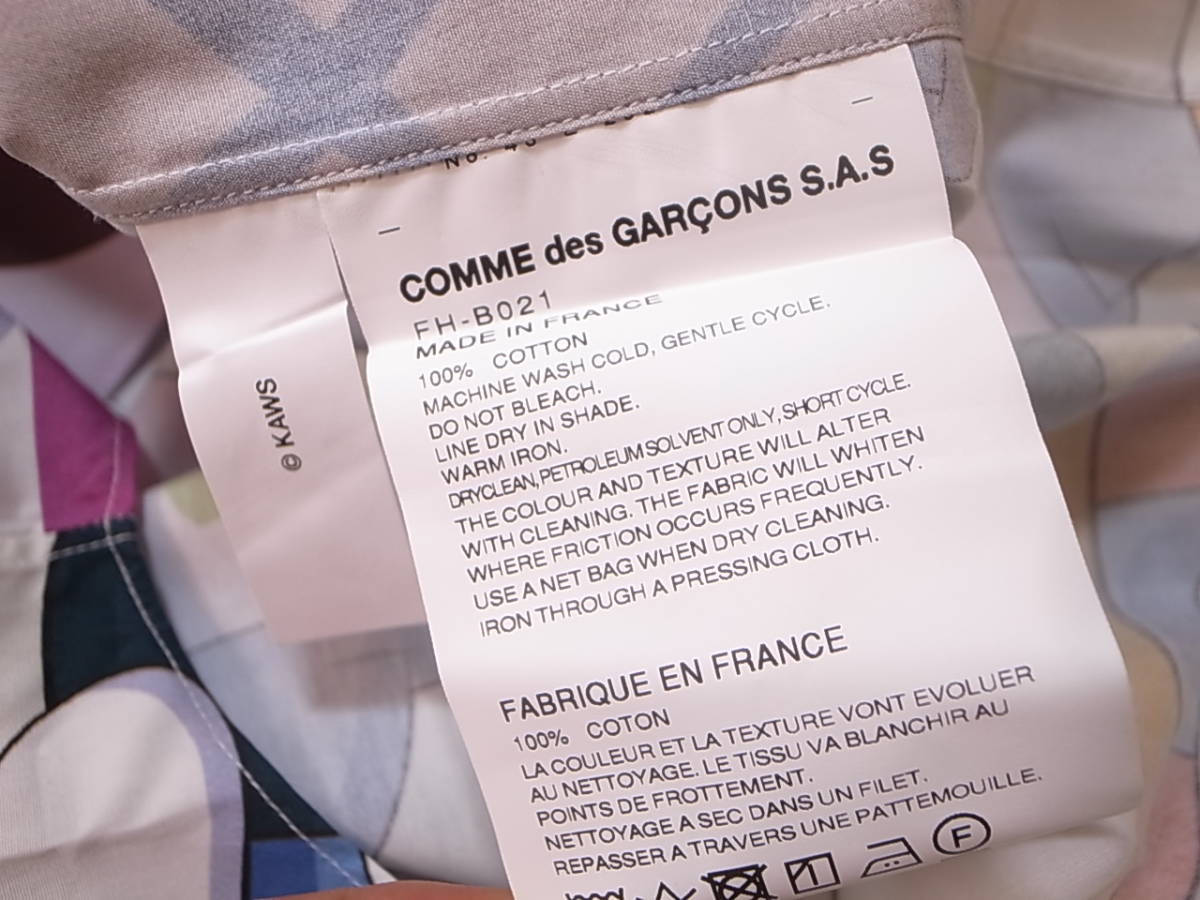 COMME des GARÇONS S.A.S
FH-B021
MADE IN FRANCE
100% COTTON
MACHINE WASH COLD, GENTLE CYCLE.
DO NOT BLEACH.
LINE DRY IN SHADE.
WARM IRON.
DRYCLEAN, PETROLEUM SOLVENT ONLY, SHORT CYCLE.
THE COLOUR AND TEXTURE WILL ALTER
WITH CLEANING. THE FABRIC WILL WHITEN
WHERE FRICTION OCCURS FREQUENTLY.
USE A NET BAG WHEN DRY CLEANING.
IRON THROUGH A PRESSING CLOTH.
FABRIQUE EN FRANCE
100% COTON
LA COULEUR ET LA TEXTURE VONT EVOLUER
AU NETTOYAGE. LE TISSU VA BLANCHIR AU
POINTS DE FROTTEMENT.
NETTOYAGE A SEC DANS UN FILET.
REPASSER A TRAVERS UNE PATTEMOUILLE.
F
© KAWS